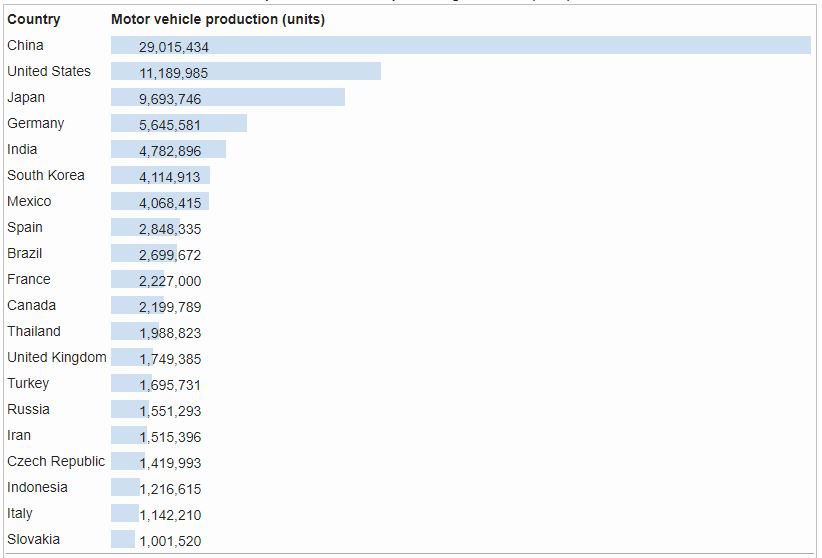 Country Motor vehicle production (units)
China 29,015,434
United States 11,189,985
Japan 9,693,746
Germany 5,645,581
India 4,782,896
South Korea 4,114,913
Mexico 4,068,415
Spain 2,848,335
Brazil 2,699,672
France 2,227,000
Canada 2,199,789
Thailand 1,988,823
United Kingdom 1,749,385
Turkey 1,695,731
Russia 1,551,293
Iran 1,515,396
Czech Republic 1,419,993
Indonesia 1,216,615
Italy 1,142,210
Slovakia 1,001,520